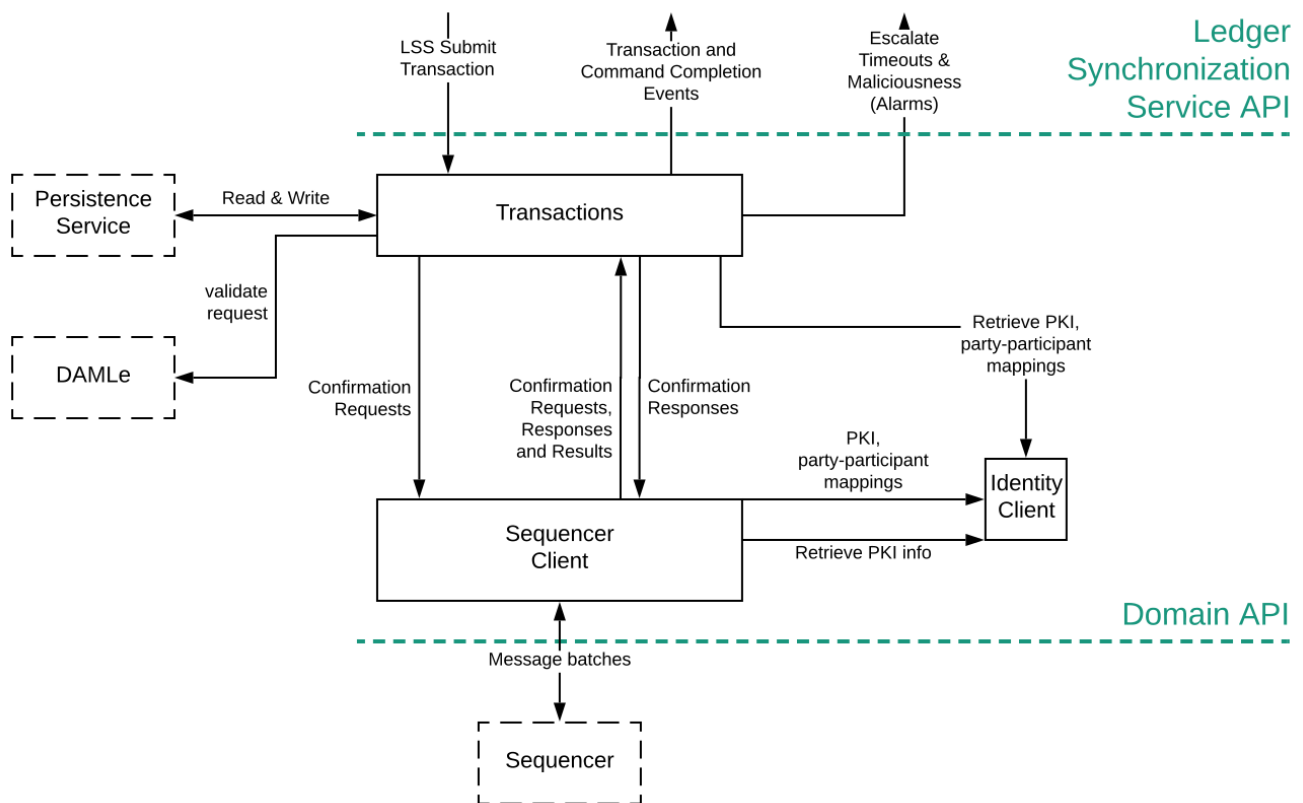 LSS Submit
Transaction
Transaction and
Command Completion
Events
Escalate
Timeouts &
Maliciousness
(Alarms)
Ledger
Synchronization
Service API
Persistence
Service
Read & Write
Transactions
validate
request
DAMLe
Confirmation
Requests
Confirmation
Requests,
Responses
and Results
Confirmation
Responses
Retrieve PKI,
party-participant
mappings
PKI,
party-participant
mappings
Identity
Client
Sequencer
Client
Retrieve PKI info
Domain API
Message batches
Sequencer